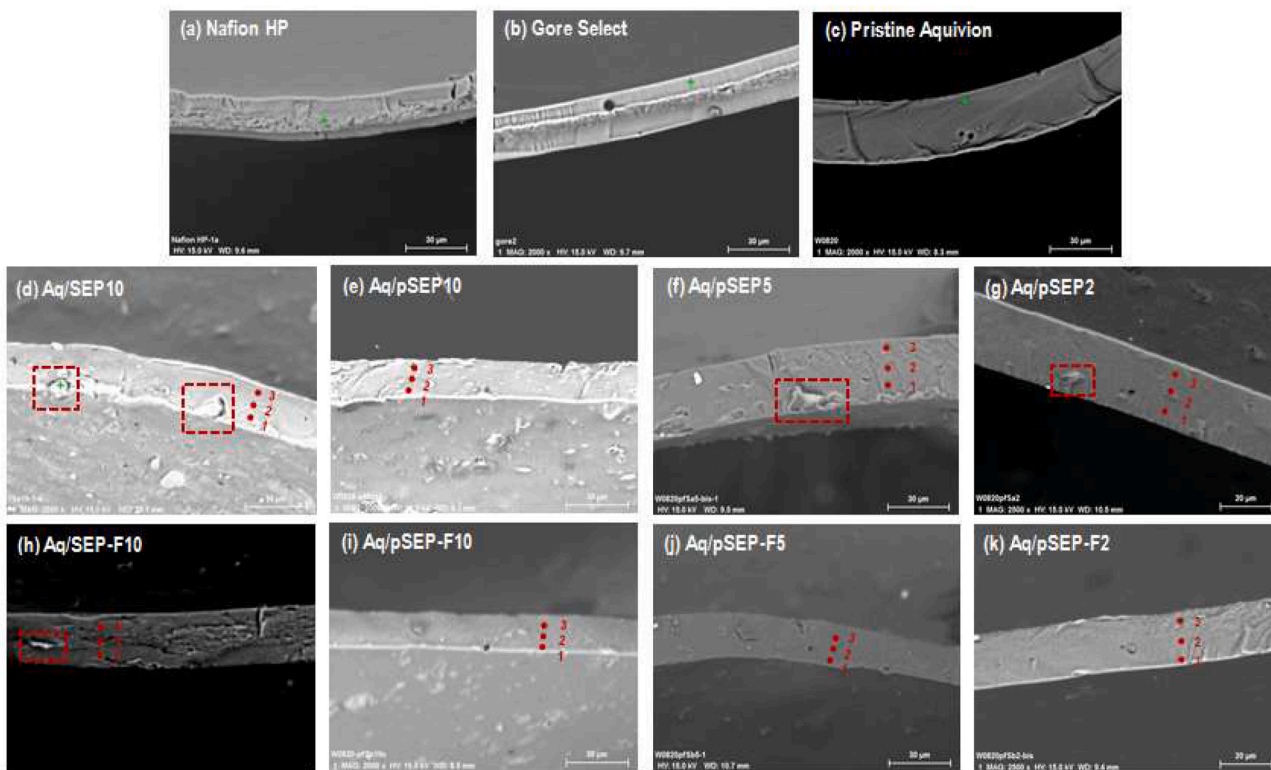 (a) Nafion HP
Nafion HP-1a
HV: 15.0 kV WD: 9.6 mm
30 µm
(b) Gore Select
gore2
1 MAG: 2000 x HV: 15.0 kV WD: 9.7 mm
30 µm
(c) Pristine Aquivion
W0820
1 MAG: 2000 x HV: 15.0 kV WD: 8.3 mm
30 µm
(d) Aq/SEP10
3
2
1
(e) Aq/pSEP10
3
2
1
30 µm
(f) Aq/pSEP5
3
2
1
W0820pfSa5-bis-1
HV: 15.0 kV WD: 9.5 mm
30 µm
(g) Aq/pSEP2
3
2
1
W0820pfSa2
1 MAG: 2500 x HV: 15.0 kV WD: 10.5 mm
20 µm
(h) Aq/SEP-F10
(i) Aq/pSEP-F10
3
2
1
30 µm
(j) Aq/pSEP-F5
3
2
1
W0820pfSb5-1
HV: 15.0 kV WD: 10.7 mm
30 µm
(k) Aq/pSEP-F2
3
2
1
W0820pfSb2-bis
1 MAG: 2500 x HV: 15.0 kV WD: 9.4 mm
20 µm